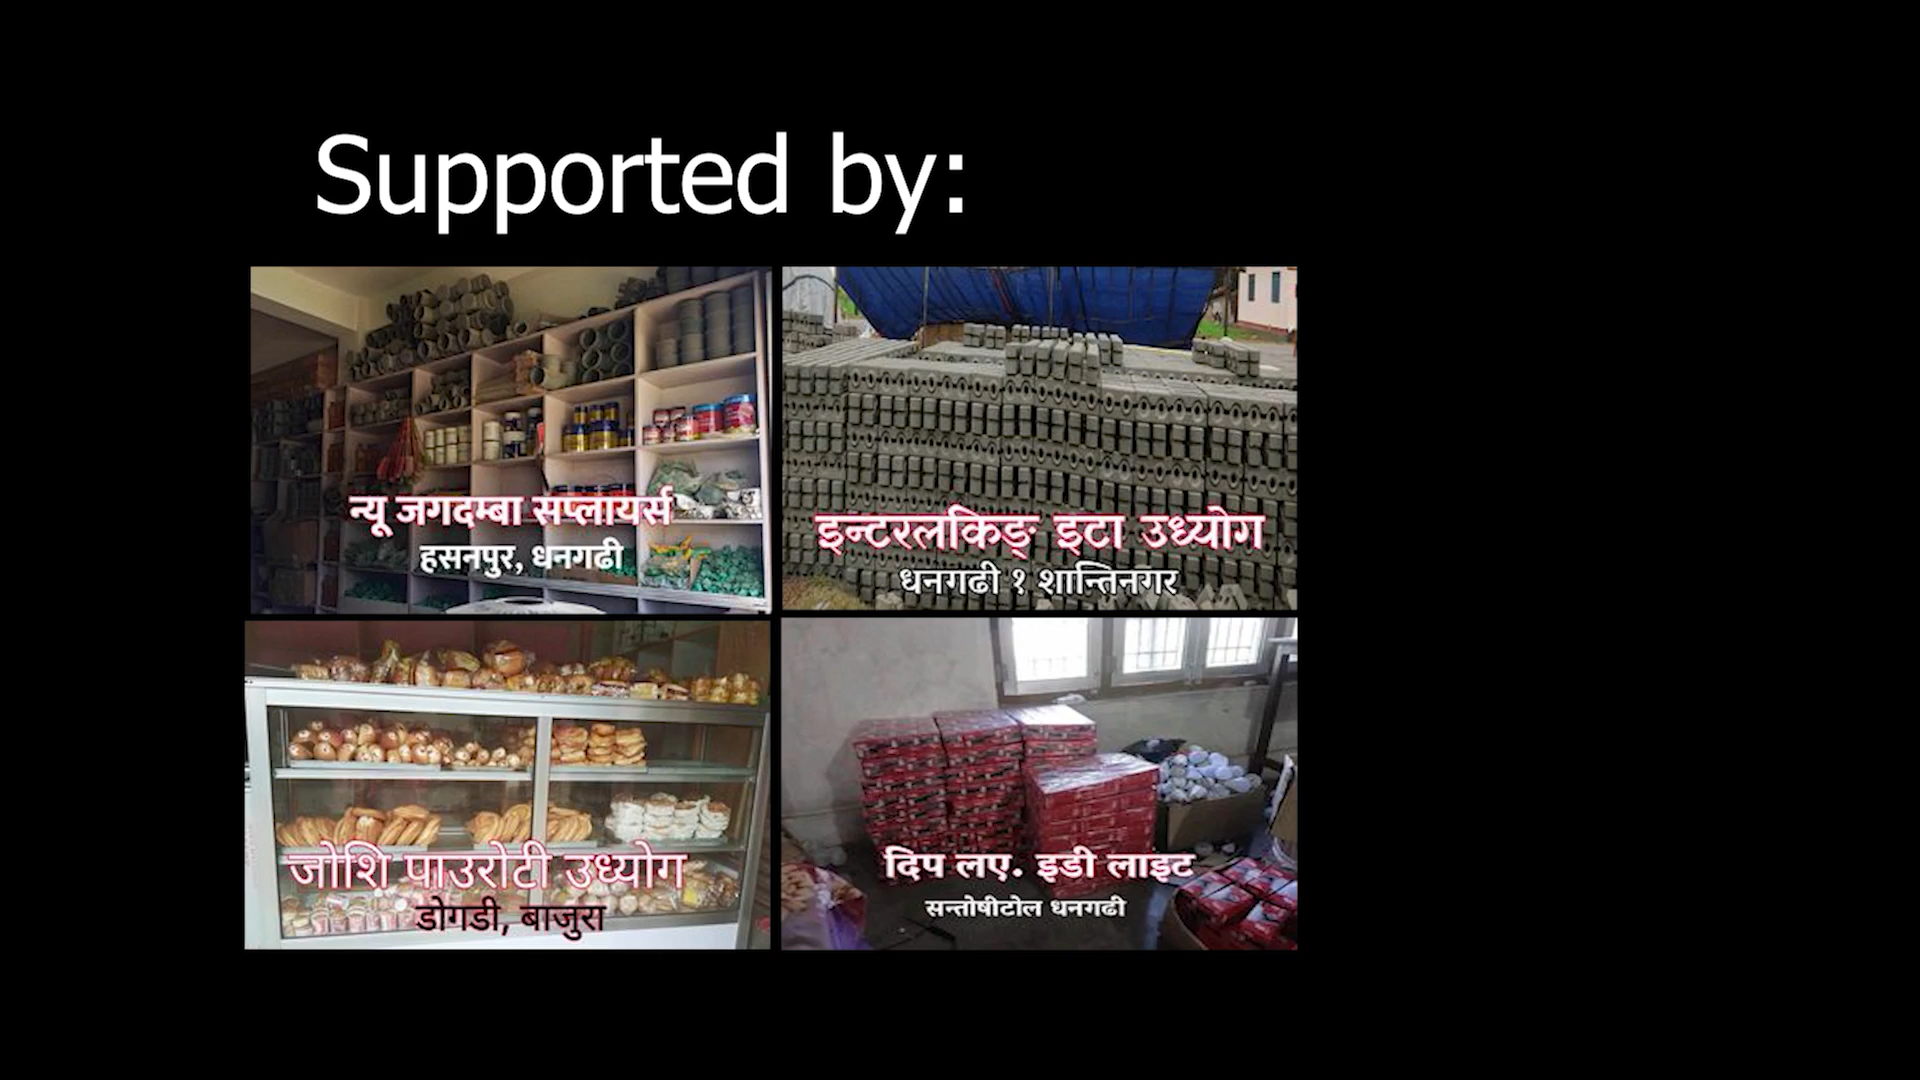 Supported by:
न्यू जगदम्बा सप्लायर्स
हसनपुर, धनगढी
इन्टरलकिङ् इटा उध्योग
धनगढी १ शान्तिनगर
जोशि पाउरोटी उध्योग
डोगडी, बाजुरा
दिप लए. इडी लाइट
सन्तोषीटोल धनगढी